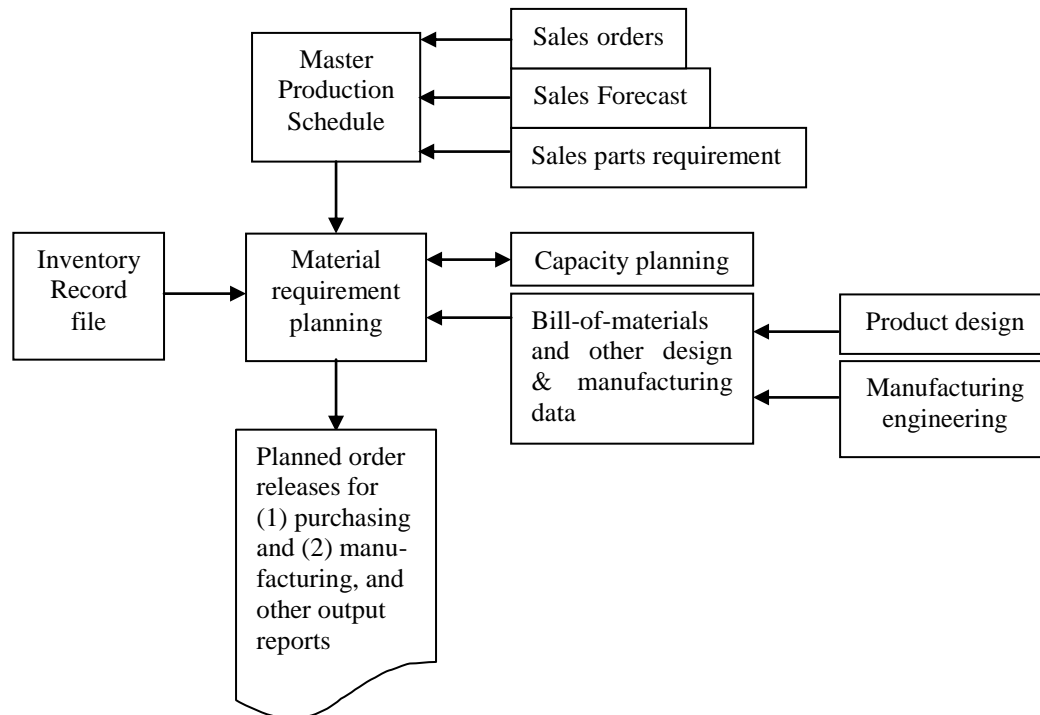 Master
Production
Schedule
Sales orders
Sales Forecast
Sales parts requirement
Inventory
Record
file
Material
requirement
planning
Capacity planning
Bill-of-materials
and other design
& manufacturing
data
Product design
Manufacturing
engineering
Planned order
releases for
(1) purchasing
and (2) manu-
facturing, and
other output
reports